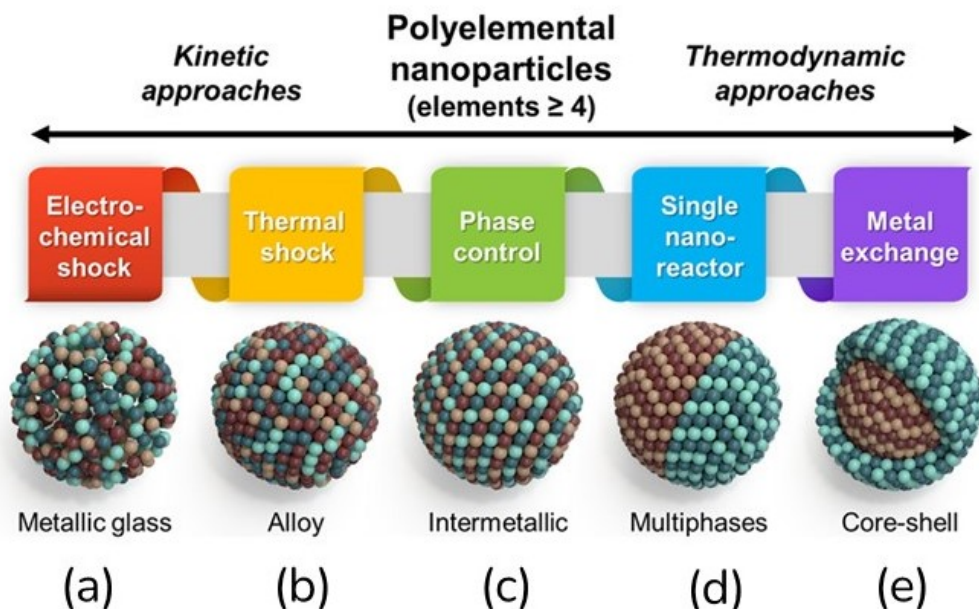 Polyelemental
nanoparticles
(elements ≥ 4)
Kinetic
approaches
Thermodynamic
approaches
Electro-
chemical
shock
Thermal
shock
Phase
control
Single
nano-
reactor
Metal
exchange
Metallic glass
Alloy
Intermetallic
Multiphases
Core-shell
(a)
(b)
(c)
(d)
(e)